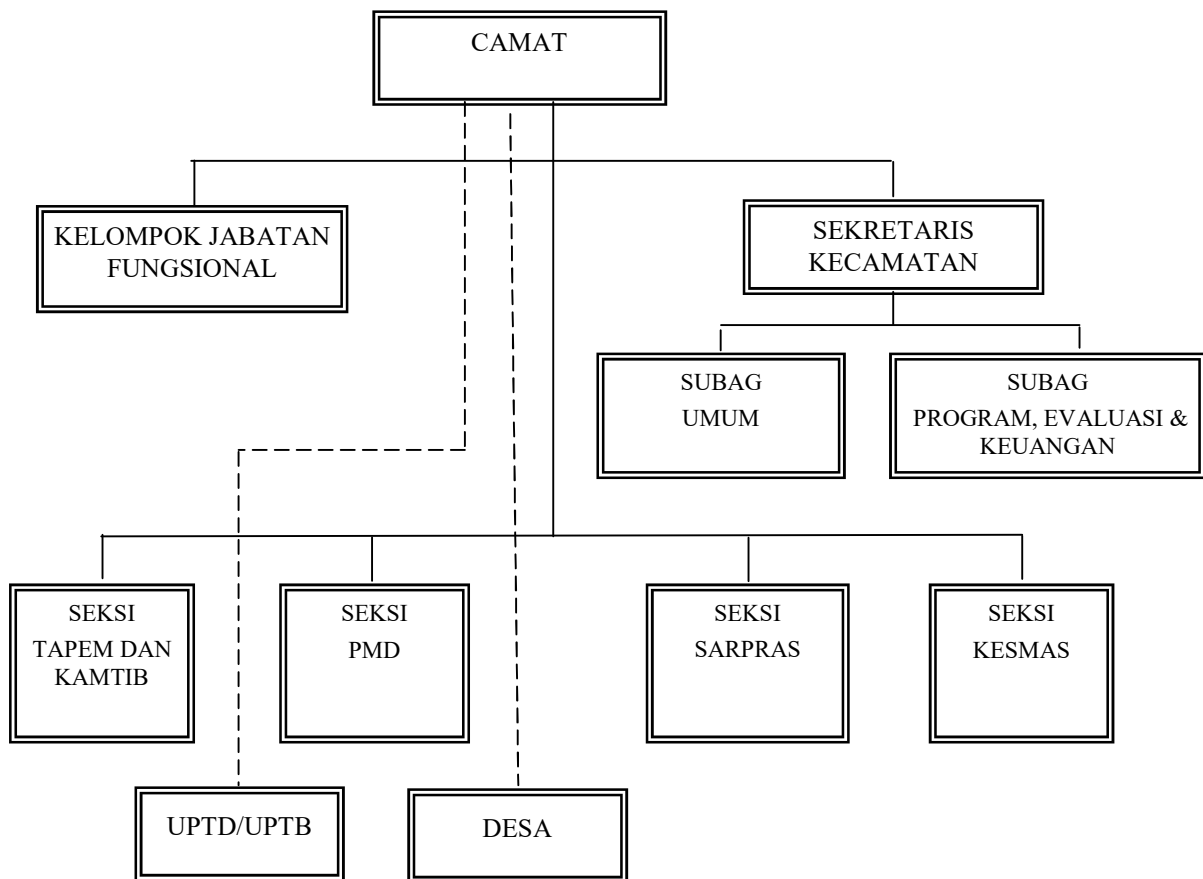 CAMAT
KELOMPOK JABATAN
FUNGSIONAL
SEKRETARIS
KECAMATAN
SUBAG
UMUM
SUBAG
PROGRAM, EVALUASI &
KEUANGAN
SEKSI
TAPEM DAN
KAMTIB
SEKSI
PMD
SEKSI
SARPRAS
SEKSI
KESMAS
UPTD/UPTB
DESA